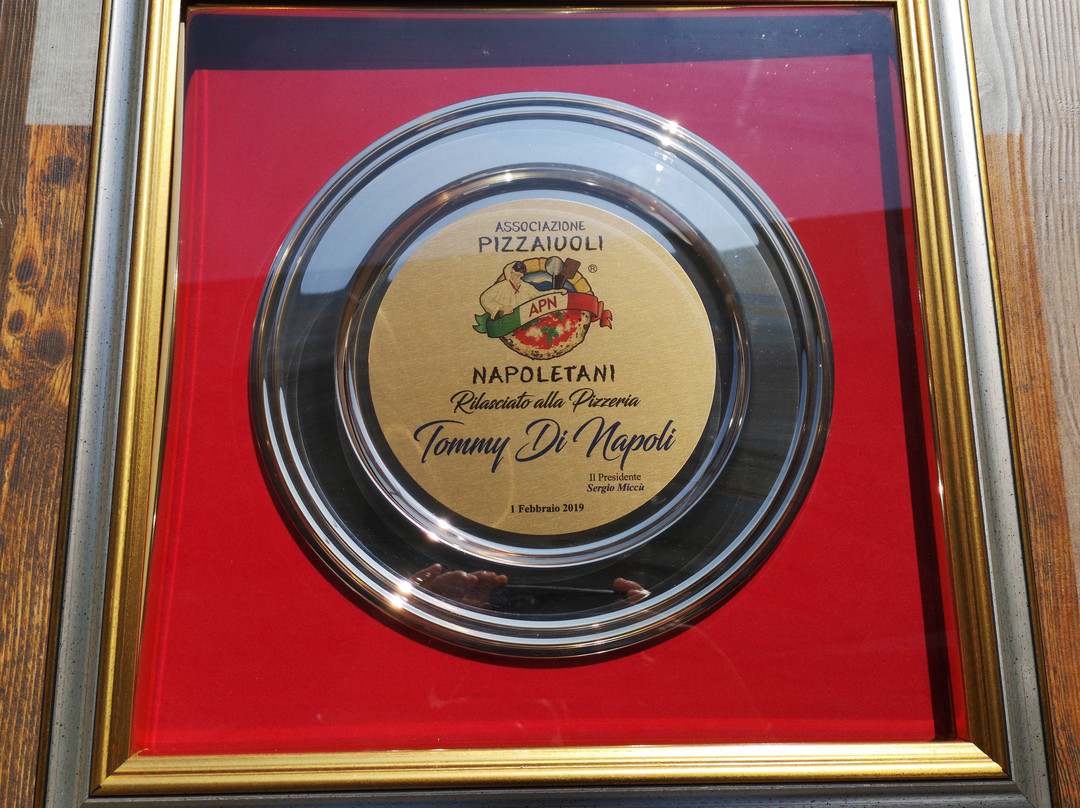 ASSOCIAZIONE
PIZZAIUOLI
®
APN
NAPOLETANI
Rilasciato alla Pizzeria
Tommy Di Napoli
Il Presidente
Sergio Miccù
1 Febbraio 2019